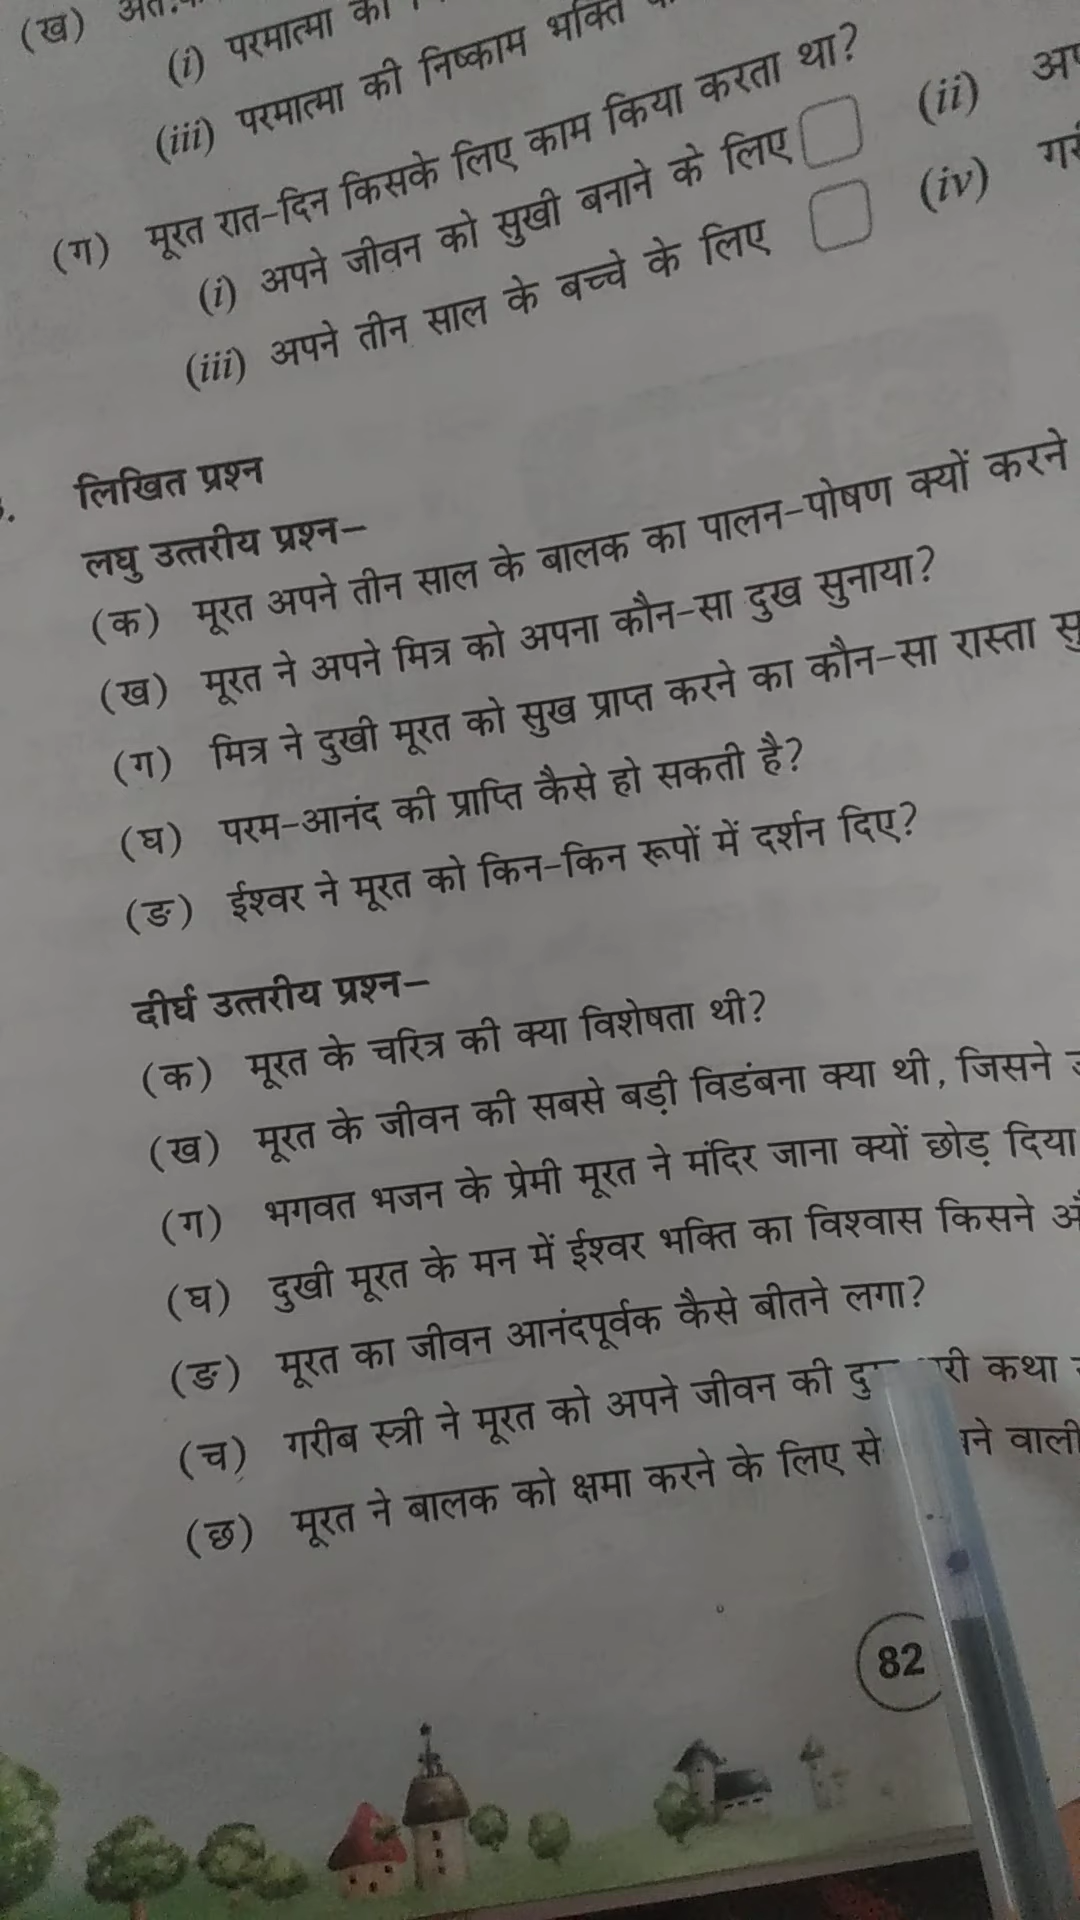 (ख)
(i) परमात्मा का
(iii) परमात्मा की निष्काम भक्ति
(ग) मूरत रात-दिन किसके लिए काम किया करता था?
(i) अपने जीवन को सुखी बनाने के लिए (ii)
(iii) अपने तीन साल के बच्चे के लिए (iv)
लिखित प्रश्न
लघु उत्तरीय प्रश्न–
(क) मूरत अपने तीन साल के बालक का पालन-पोषण क्यों करने
(ख) मूरत ने अपने मित्र को अपना कौन-सा दुख सुनाया?
(ग) मित्र ने दुखी मूरत को सुख प्राप्त करने का कौन-सा रास्ता
(घ) परम-आनंद की प्राप्ति कैसे हो सकती है?
(ङ) ईश्वर ने मूरत को किन-किन रूपों में दर्शन दिए?
दीर्घ उत्तरीय प्रश्न–
(क) मूरत के चरित्र की क्या विशेषता थी?
(ख) मूरत के जीवन की सबसे बड़ी विडंबना क्या थी, जिसने
(ग) भगवत भजन के प्रेमी मूरत ने मंदिर जाना क्यों छोड़ दिया
(घ) दुखी मूरत के मन में ईश्वर भक्ति का विश्वास किसने
(ङ) मूरत का जीवन आनंदपूर्वक कैसे बीतने लगा?
(च) गरीब स्त्री ने मूरत को अपने जीवन की कथा
(छ) मूरत ने बालक को क्षमा करने के लिए से वाली
82